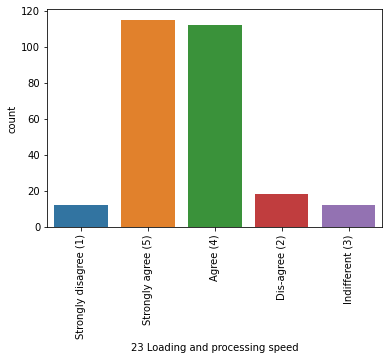 120
100
80
60
40
20
0
count
Strongly disagree (1)
Strongly agree (5)
Agree (4)
Dis-agree (2)
Indifferent (3)
23 Loading and processing speed